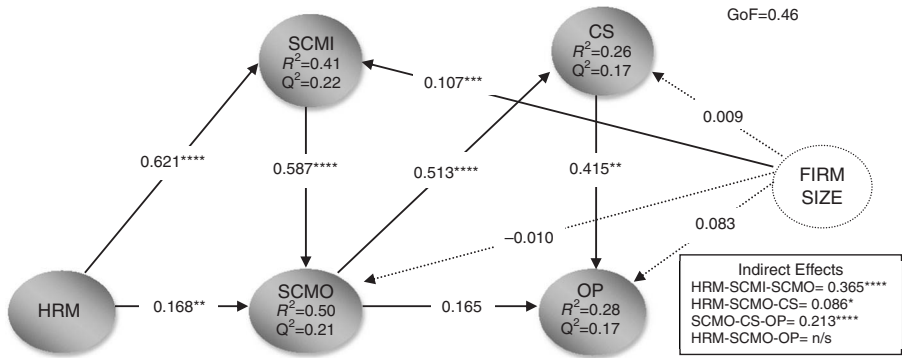 GoF=0.46
SCMI
R²=0.41
Q²=0.22
CS
R²=0.26
Q²=0.17
0.107***
0.009
0.621****
0.587****
0.513****
0.415**
FIRM
SIZE
–0.010
0.083
HRM
0.168**
SCMO
R²=0.50
Q²=0.21
0.165
OP
R²=0.28
Q²=0.17
Indirect Effects
HRM-SCMI-SCMO= 0.365****
HRM-SCMO-CS= 0.086*
SCMO-CS-OP= 0.213****
HRM-SCMO-OP= n/s